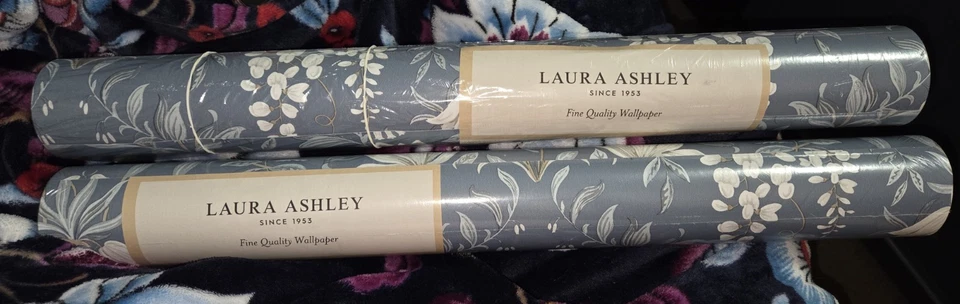 LAURA ASHLEY
SINCE 1953
Fine Quality Wallpaper
LAURA ASHLEY
SINCE 1953
Fine Quality Wallpaper